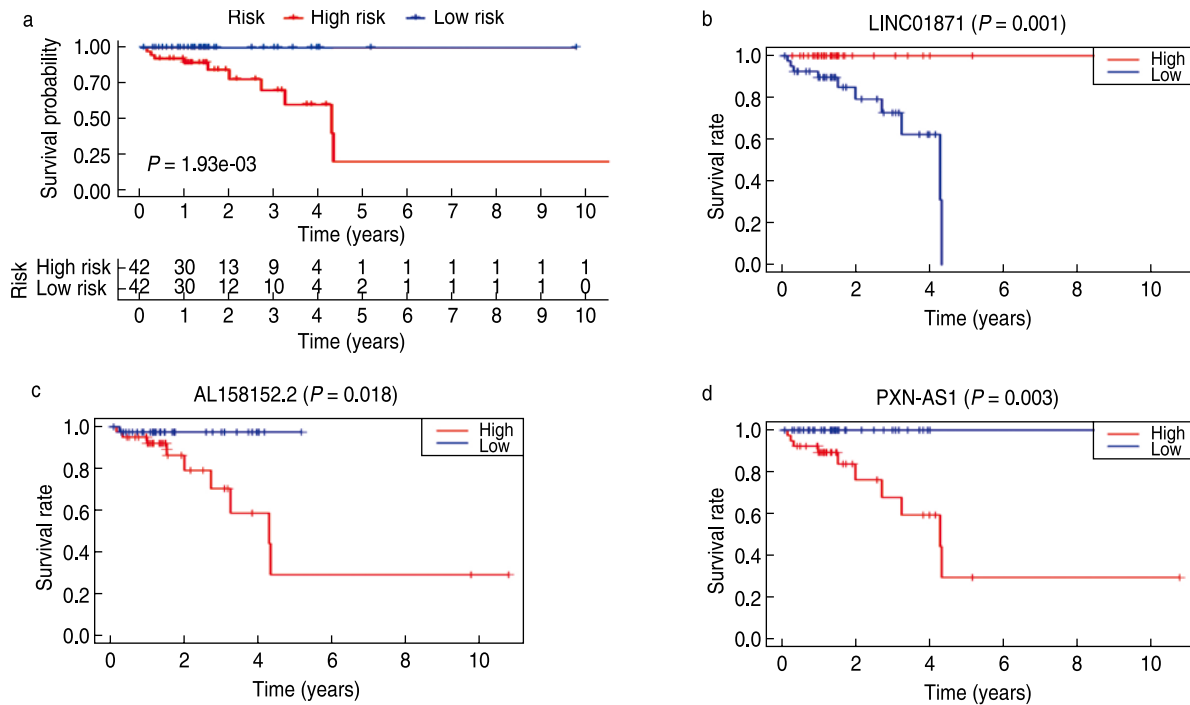 a
Risk High risk Low risk
Survival probability
1.00
0.70
0.50
0.25
0.00
P = 1.93e-03
0 1 2 3 4 5 6 7 8 9 10
Time (years)
Risk
High risk 42 30 13 9 4 1 1 1 1 1 1
Low risk 42 30 12 10 4 2 1 1 1 1 0
0 1 2 3 4 5 6 7 8 9 10
Time (years)
b
LINC01871 (P = 0.001)
High
Low
Survival rate
1.0
0.8
0.6
0.4
0.2
0.0
0 2 4 6 8 10
Time (years)
c
AL158152.2 (P = 0.018)
High
Low
Survival rate
1.0
0.8
0.6
0.4
0.2
0.0
0 2 4 6 8 10
Time (years)
d
PXN-AS1 (P = 0.003)
High
Low
Survival rate
1.0
0.8
0.6
0.4
0.2
0.0
0 2 4 6 8 10
Time (years)